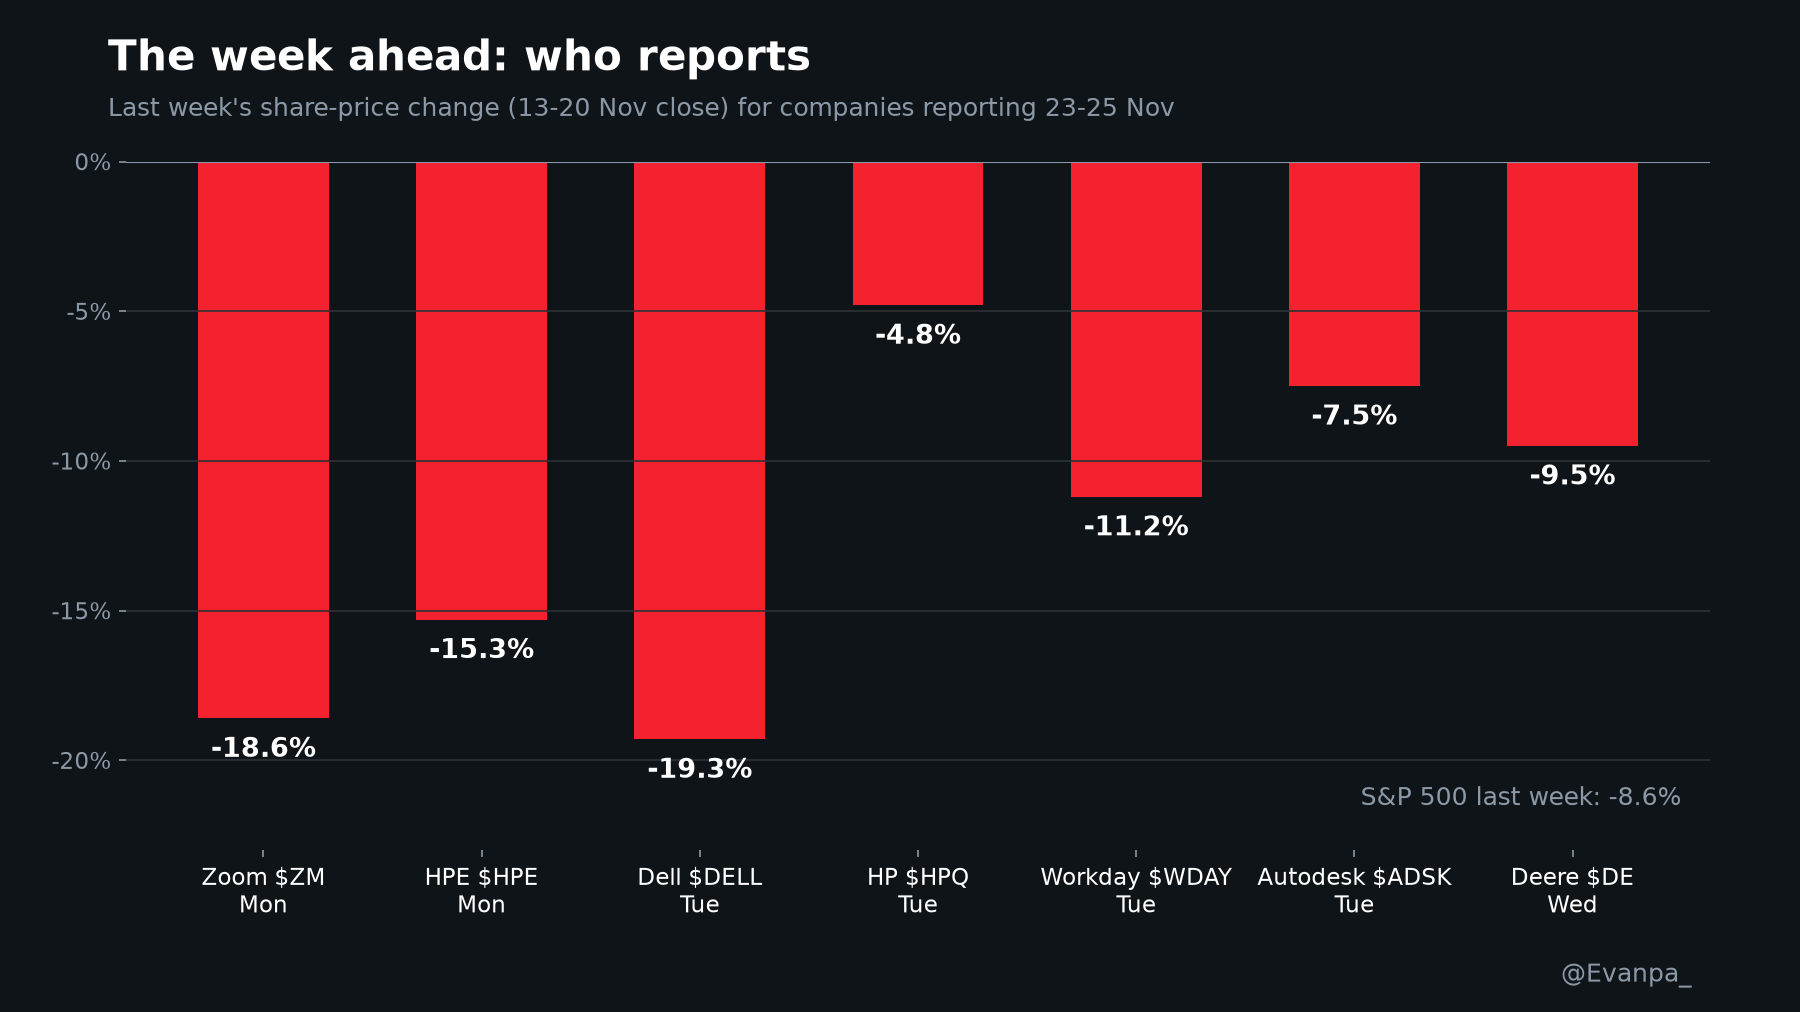 The week ahead: who reports
Last week's share-price change (13-20 Nov close) for companies reporting 23-25 Nov
0%
-5%
-10%
-15%
-20%
-18.6%
-15.3%
-19.3%
-4.8%
-11.2%
-7.5%
-9.5%
S&P 500 last week: -8.6%
Zoom $ZM
Mon
HPE $HPE
Mon
Dell $DELL
Tue
HP $HPQ
Tue
Workday $WDAY
Tue
Autodesk $ADSK
Tue
Deere $DE
Wed
@Evanpa_